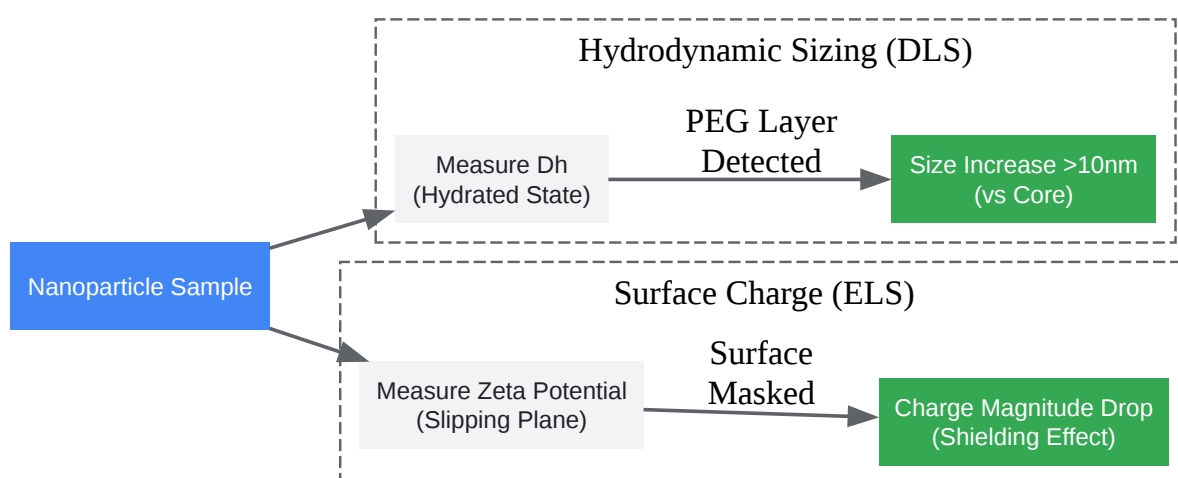 Hydrodynamic Sizing (DLS)
PEG Layer
Detected
Measure Dh
(Hydrated State)
Size Increase >10nm
(vs Core)
Nanoparticle Sample
Surface Charge (ELS)
Surface
Masked
Measure Zeta Potential
(Slipping Plane)
Charge Magnitude Drop
(Shielding Effect)